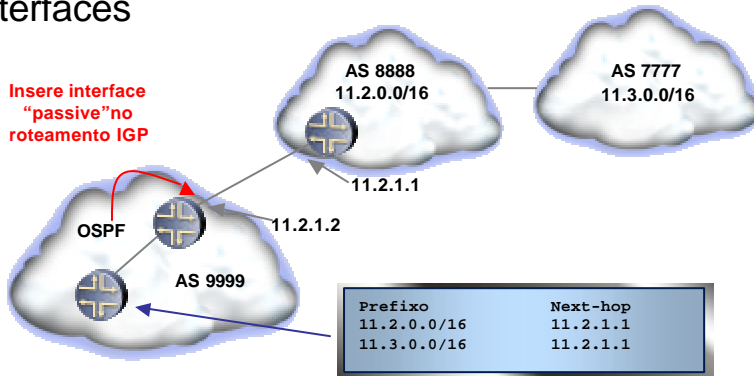 terfaces
Insere interface
“passive”no
roteamento IGP
AS 8888
11.2.0.0/16
AS 7777
11.3.0.0/16
11.2.1.1
11.2.1.2
OSPF
AS 9999
Prefixo Next-hop
11.2.0.0/16 11.2.1.1
11.3.0.0/16 11.2.1.1